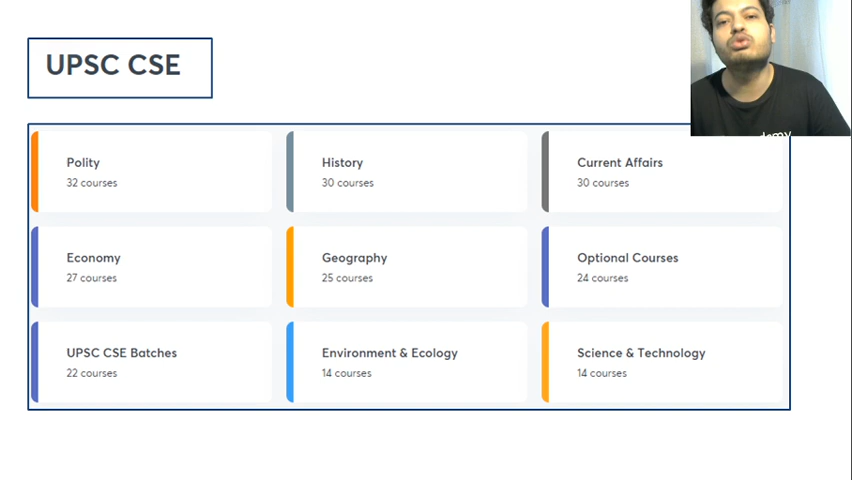 UPSC CSE
Polity
32 courses
History
30 courses
Current Affairs
30 courses
Economy
27 courses
Geography
25 courses
Optional Courses
24 courses
UPSC CSE Batches
22 courses
Environment & Ecology
14 courses
Science & Technology
14 courses